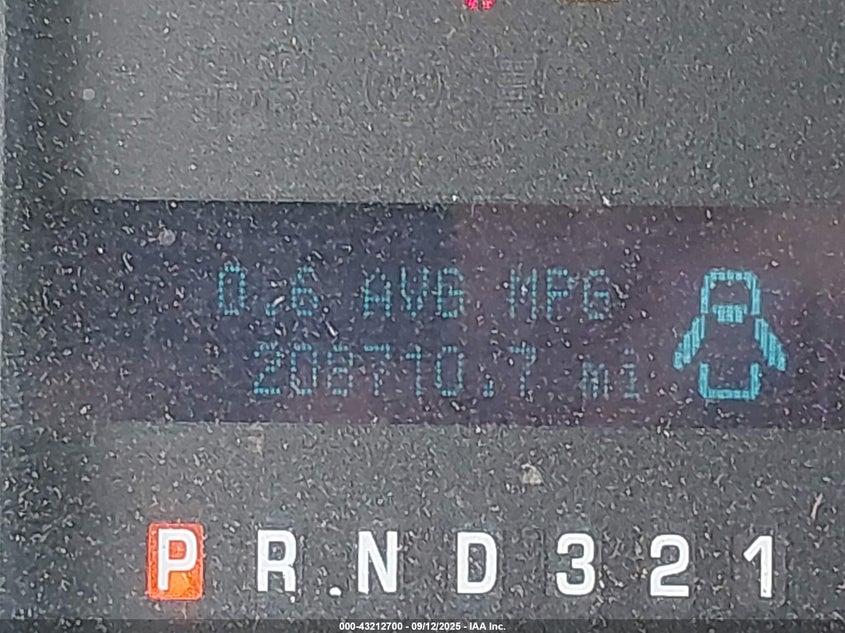 0.6 AVG MPG
208710.7 mi
P R N D 3 2 1
000-43212700 - 09/12/2025 - IAA Inc.